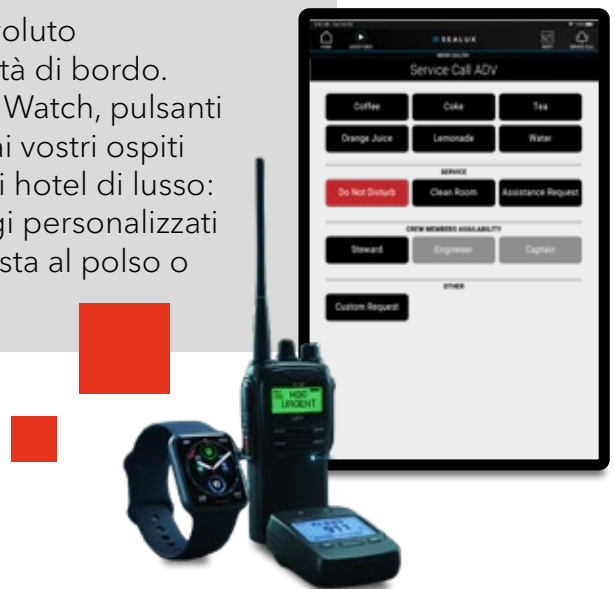 voluto
tà di bordo.
Watch, pulsanti
ai vostri ospiti
i hotel di lusso:
gi personalizzati
sta al polso o
SEALUX
Service Call ADV
Coffee Coke Tea
Orange Juice Lemonade Water
SERVICE
Do Not Disturb Clean Room Assistance Request
CREW MEMBERS AVAILABILITY
Steward Engineer Captain
OTHER
Custom Request
MSG
URGENT
911